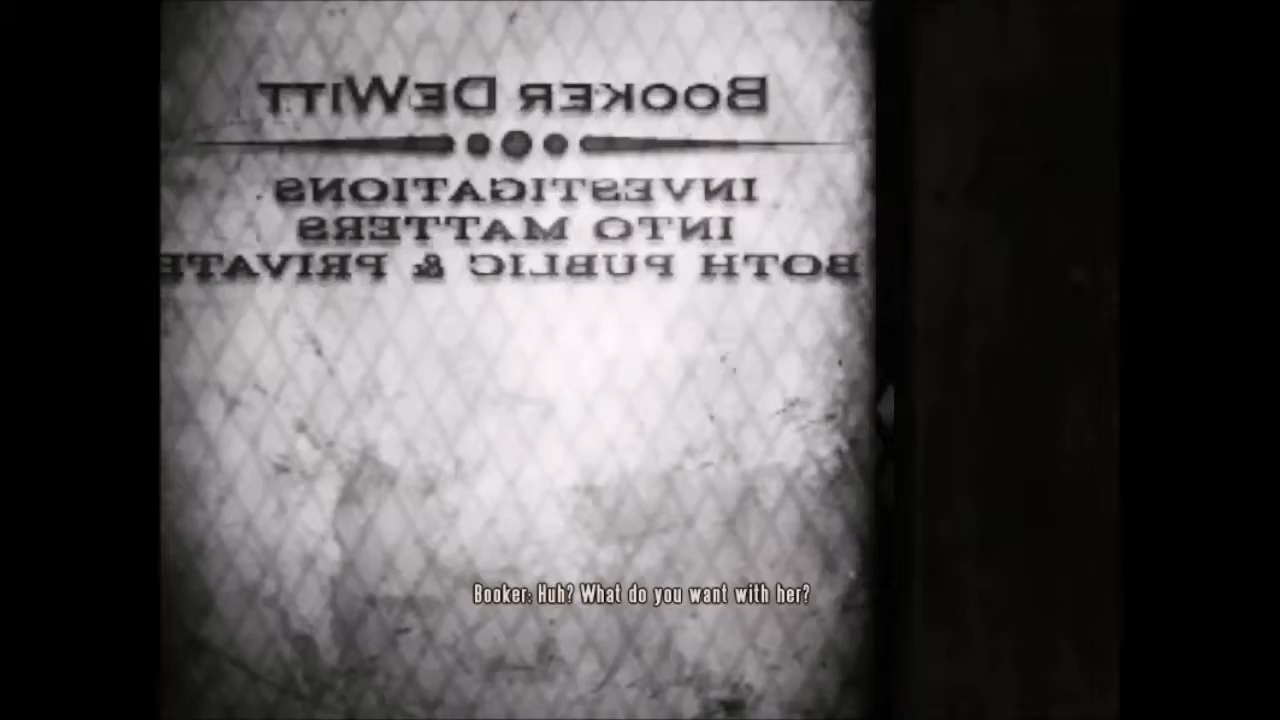 BOOKER DEWITT
INVESTIGATIONS
INTO MATTERS
BOTH PUBLIC & PRIVATE
Booker: Huh? What do you want with her?